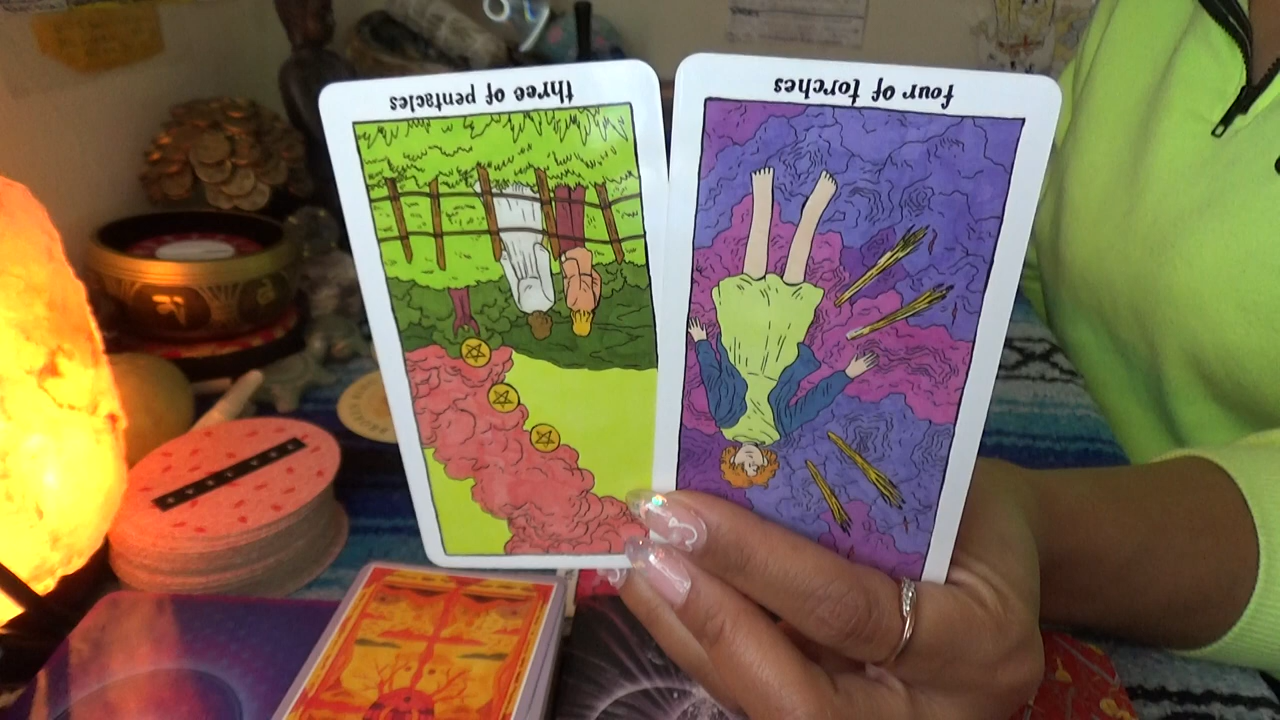 three of pentacles
four of torches